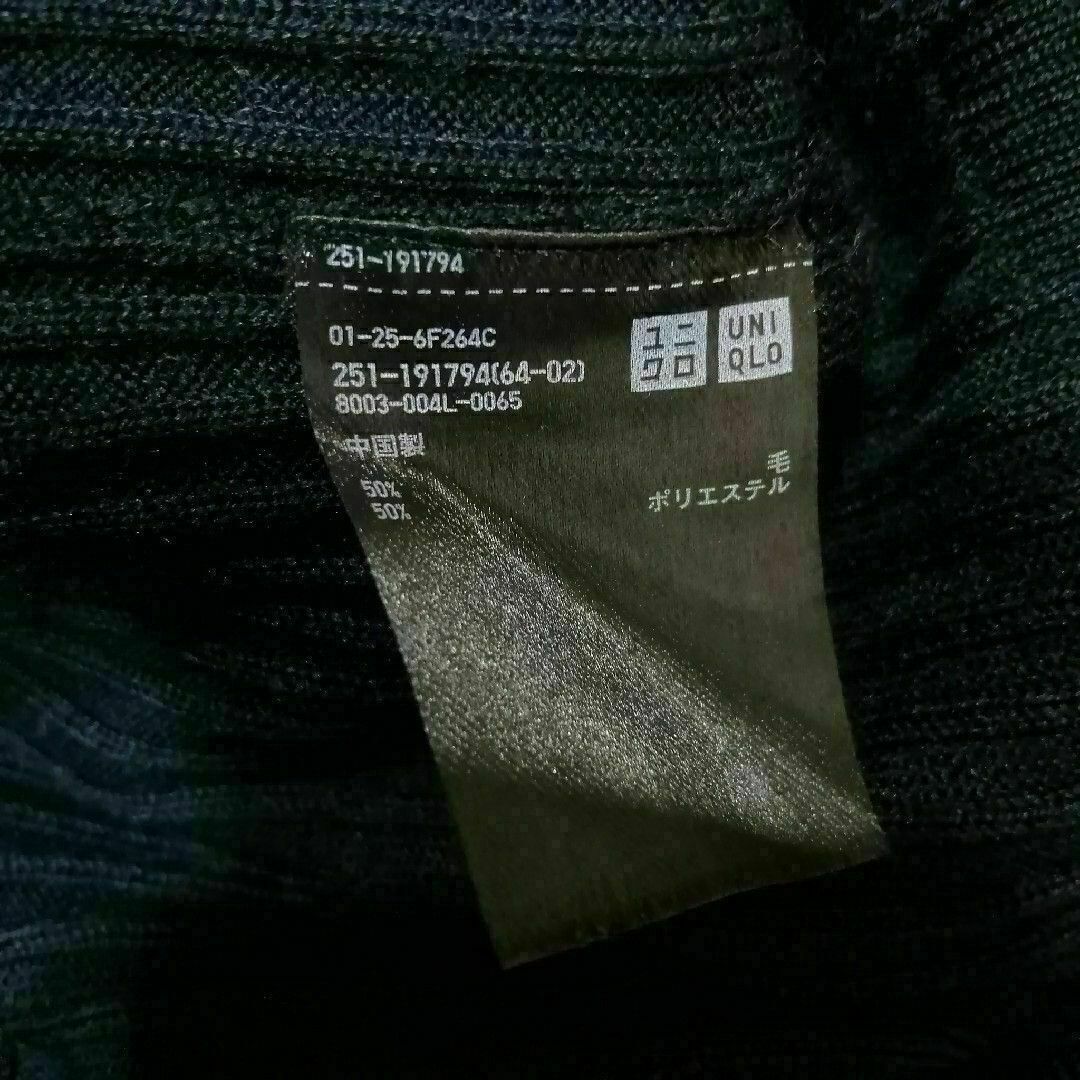 251-191794
01-25-6F264C
251-191794(64-02)
8003-004L-0065
ユニクロ
UNIQLO
中国製
毛 50%
ポリエステル 50%